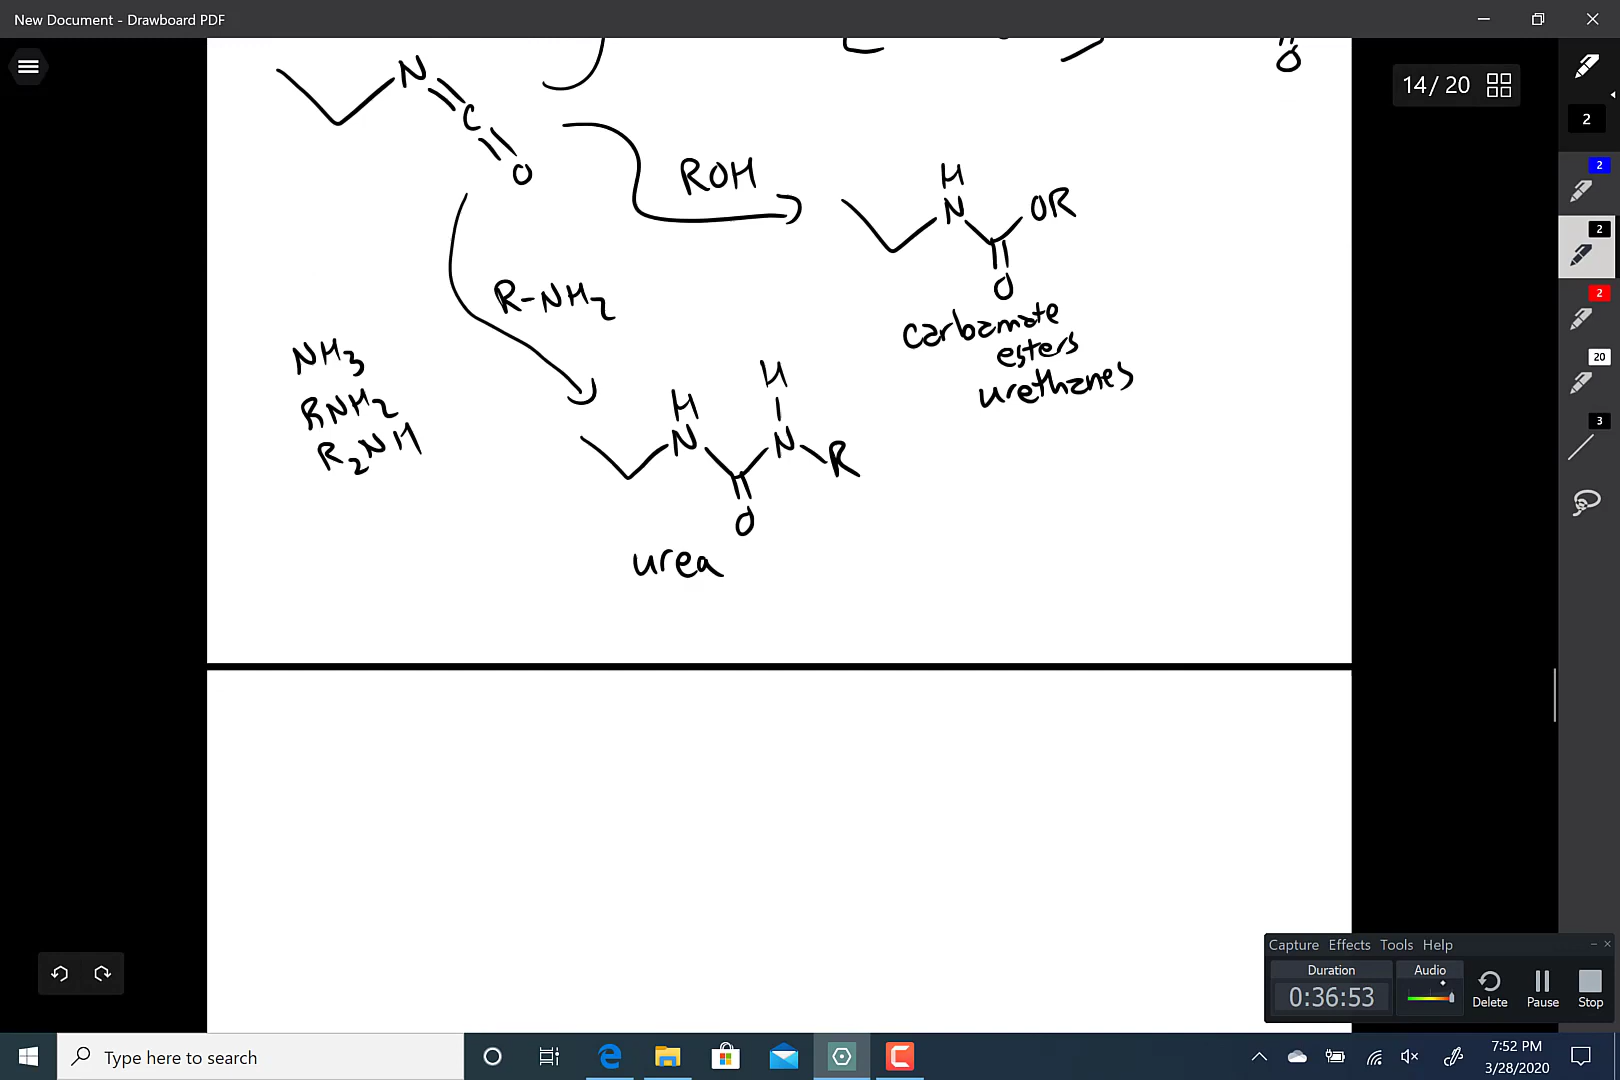 New Document - Drawboard PDF
14/ 20
2
2
2
2
20
3
N
C
O
O
ROH
H
N
OR
O
carbamate
esters
urethanes
R-NH2
NH3
RNH2
R2NH
H
H
N
N
R
O
urea
Capture Effects Tools Help
Duration
Audio
0:36:53
Delete
Pause
Stop
Type here to search
7:52 PM
3/28/2020